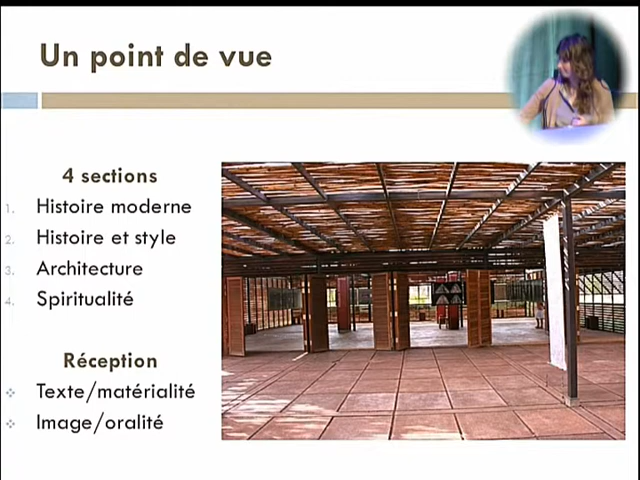 Un point de vue
4 sections
1. Histoire moderne
2. Histoire et style
3. Architecture
4. Spiritualité
Réception
Texte/matérialité
Image/oralité